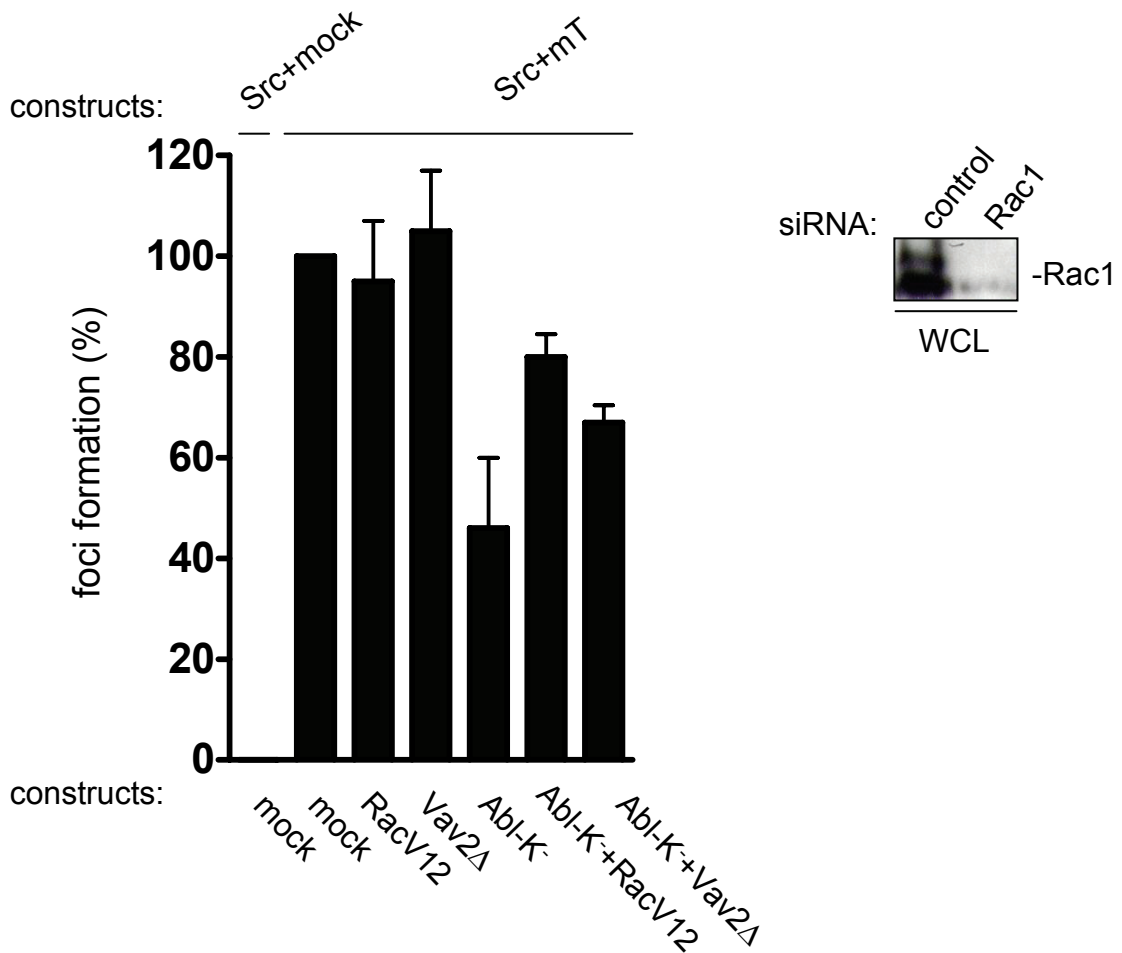 constructs:
Src+mock
Src+mT
120
100
80
60
40
20
0
foci formation (%)
constructs:
mock
mock
RacV12
Vav2Δ
Abl-K⁻
Abl-K⁻+RacV12
Abl-K⁻+Vav2Δ
siRNA:
control
Rac1
-Rac1
WCL